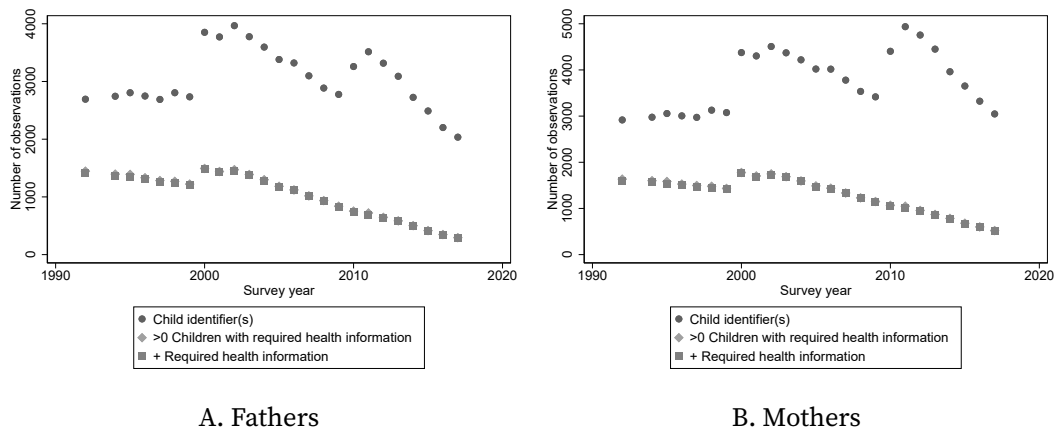 Number of observations
0 1000 2000 3000 4000
1990 2000 2010 2020
Survey year
Child identifier(s)
>0 Children with required health information
+ Required health information
A. Fathers
Number of observations
0 1000 2000 3000 4000 5000
1990 2000 2010 2020
Survey year
Child identifier(s)
>0 Children with required health information
+ Required health information
B. Mothers